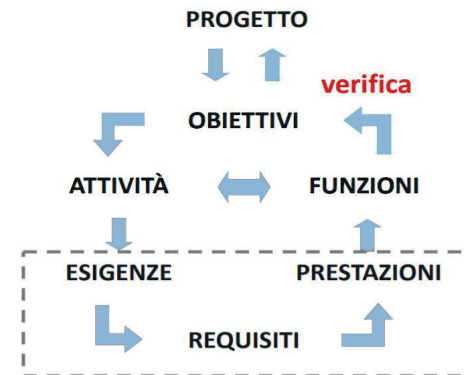 PROGETTO
verifica
OBIETTIVI
ATTIVITÀ
FUNZIONI
ESIGENZE
PRESTAZIONI
REQUISITI